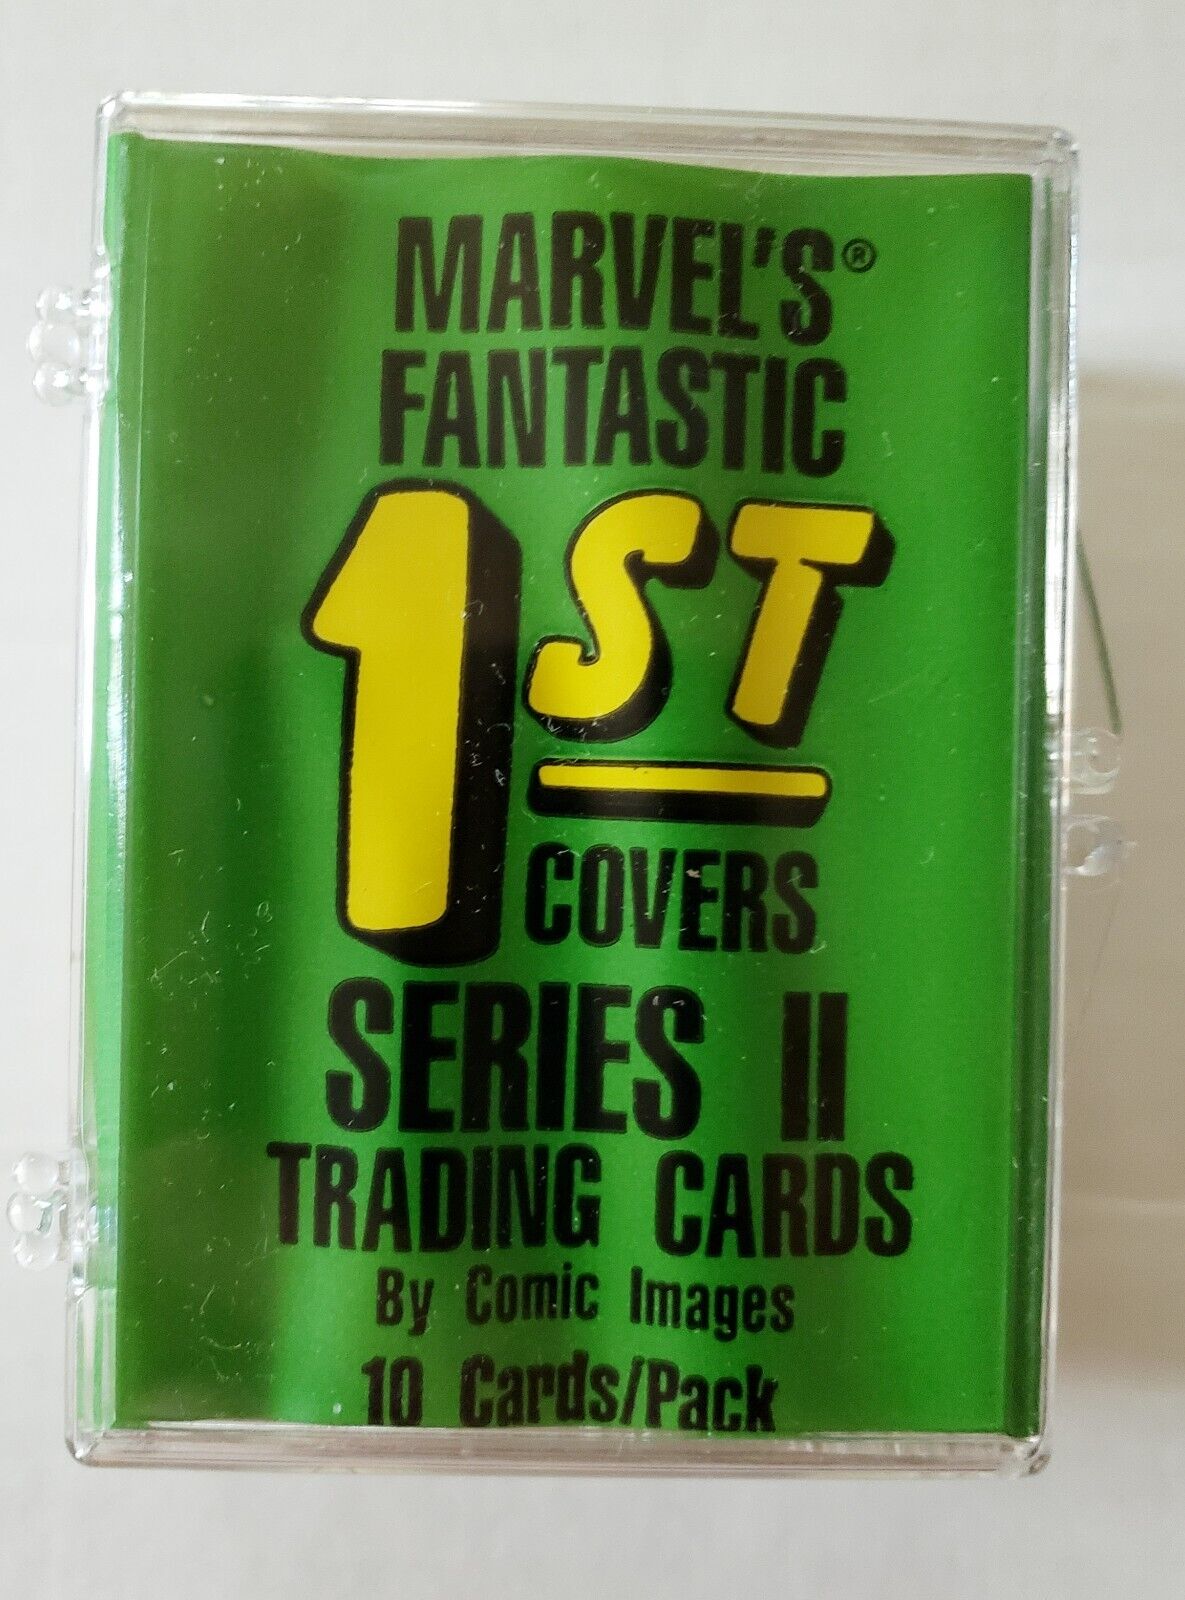 MARVEL'S®
FANTASTIC
1ST
COVERS
SERIES II
TRADING CARDS
By Comic Images
10 Cards/Pack